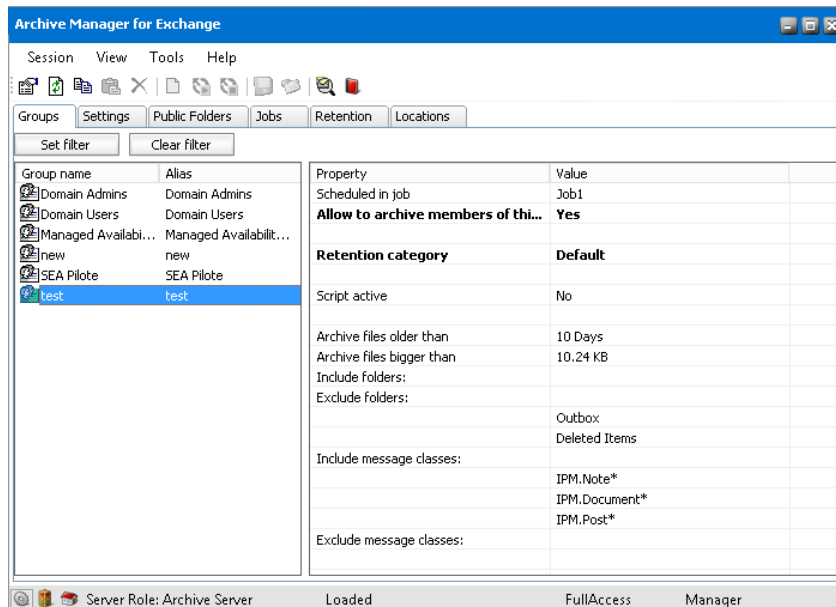 Archive Manager for Exchange
Session View Tools Help
Groups Settings Public Folders Jobs Retention Locations
Set filter Clear filter
Group name Alias Property Value
Domain Admins Domain Admins Scheduled in job Job1
Domain Users Domain Users Allow to archive members of thi... Yes
Managed Availabi... Managed Availabilit...
new new Retention category Default
SEA Pilote SEA Pilote
test test Script active No
Archive files older than 10 Days
Archive files bigger than 10.24 KB
Include folders:
Exclude folders:
Outbox
Deleted Items
Include message classes:
IPM.Note*
IPM.Document*
IPM.Post*
Exclude message classes:
Server Role: Archive Server Loaded FullAccess Manager